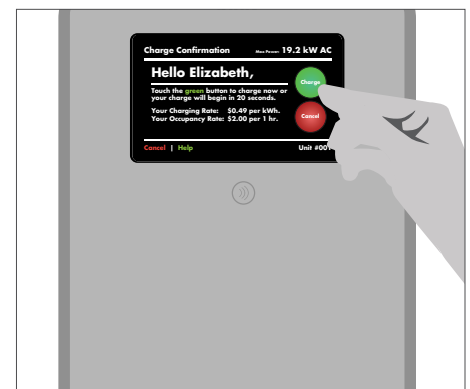 Charge Confirmation Max Power: 19.2 kW AC
Hello Elizabeth,
Touch the green button to charge now or
your charge will begin in 20 seconds.
Your Charging Rate: $0.49 per kWh.
Your Occupancy Rate: $2.00 per 1 hr.
Charge
Cancel
Cancel | Help Unit #001